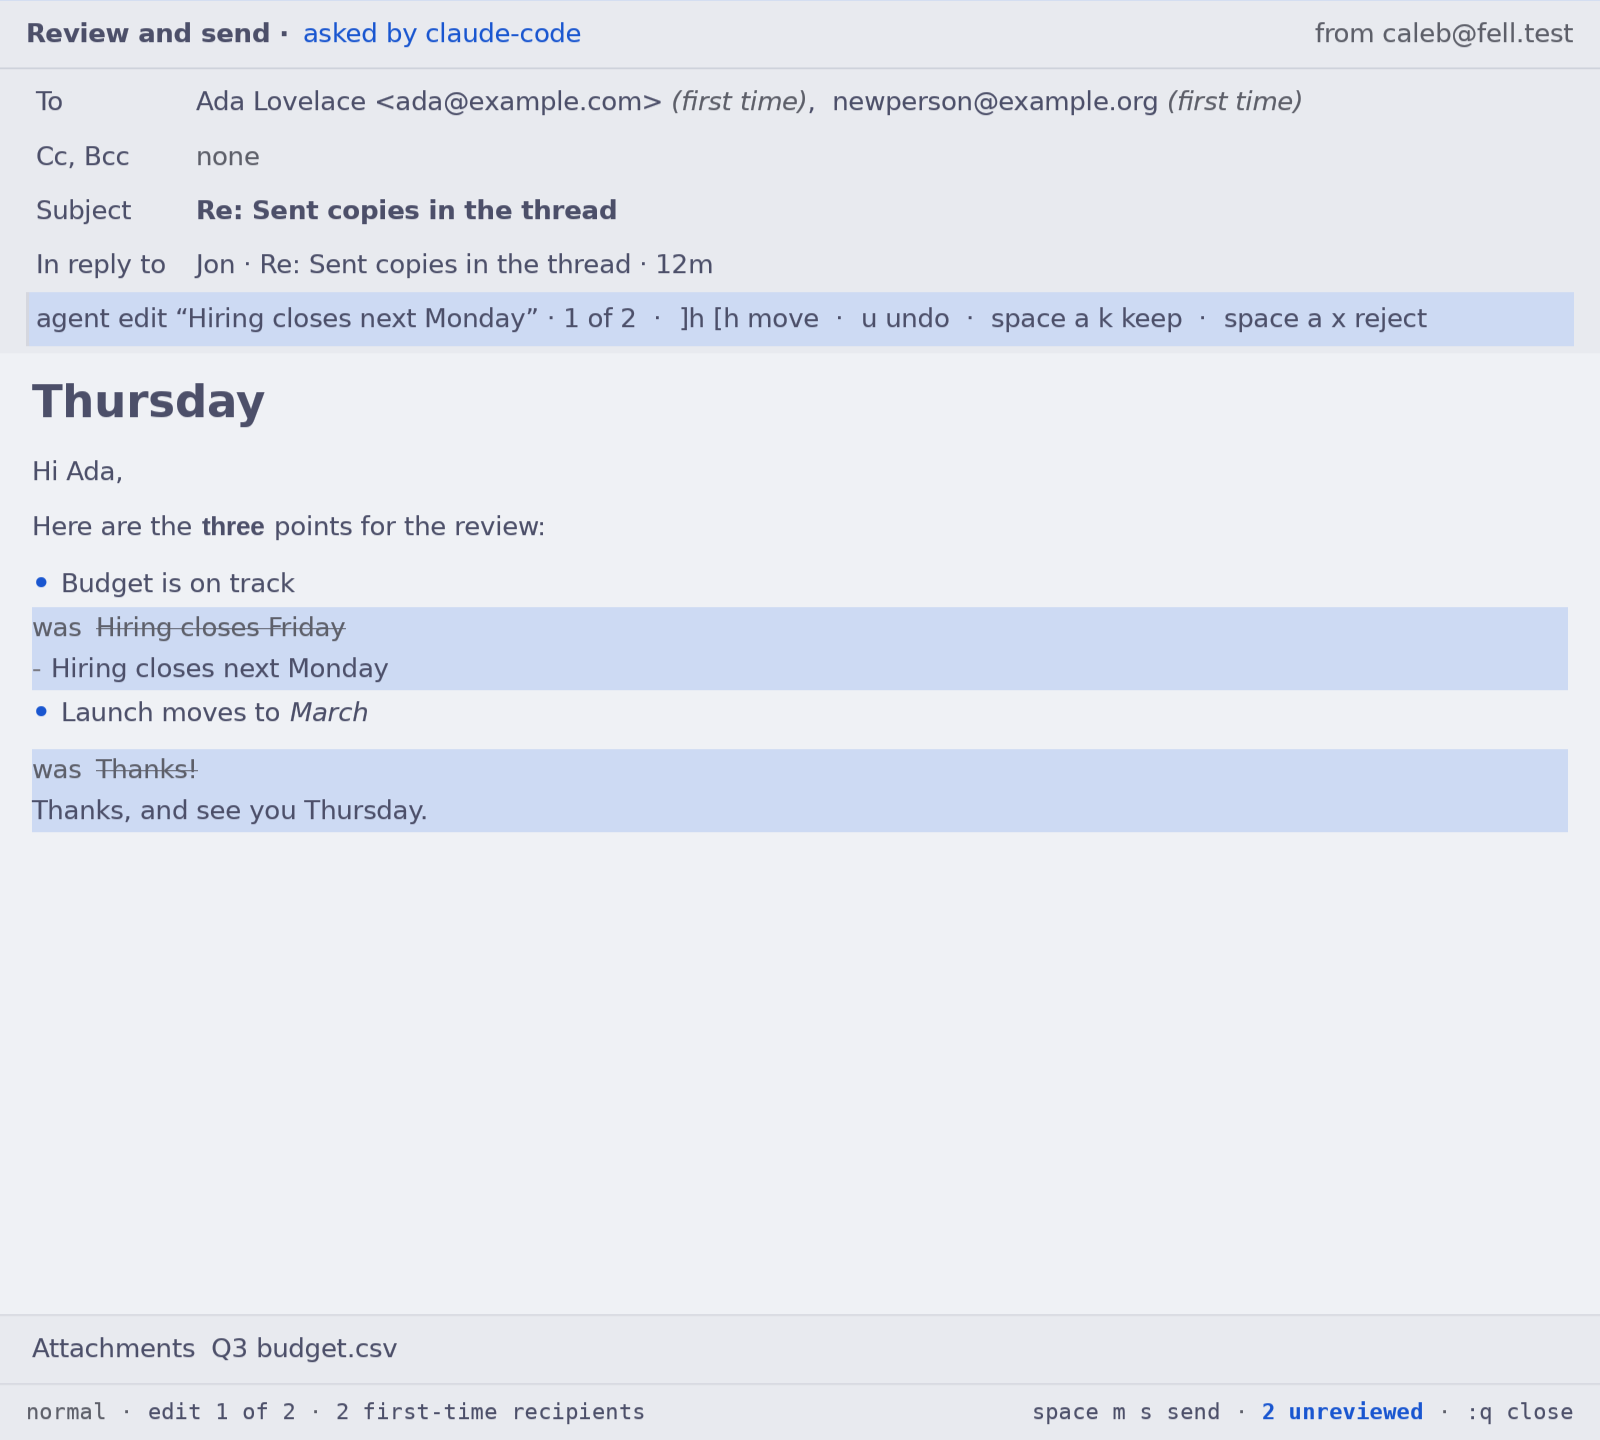 Review and send · asked by claude-code from caleb@fell.test
To Ada Lovelace <ada@example.com> (first time), newperson@example.org (first time)
Cc, Bcc none
Subject Re: Sent copies in the thread
In reply to Jon · Re: Sent copies in the thread · 12m
agent edit “Hiring closes next Monday” · 1 of 2 · ]h [h move · u undo · space a k keep · space a x reject
Thursday
Hi Ada,
Here are the three points for the review:
• Budget is on track
was Hiring closes Friday
- Hiring closes next Monday
• Launch moves to March
was Thanks!
Thanks, and see you Thursday.
Attachments Q3 budget.csv
normal · edit 1 of 2 · 2 first-time recipients space m s send · 2 unreviewed · :q close